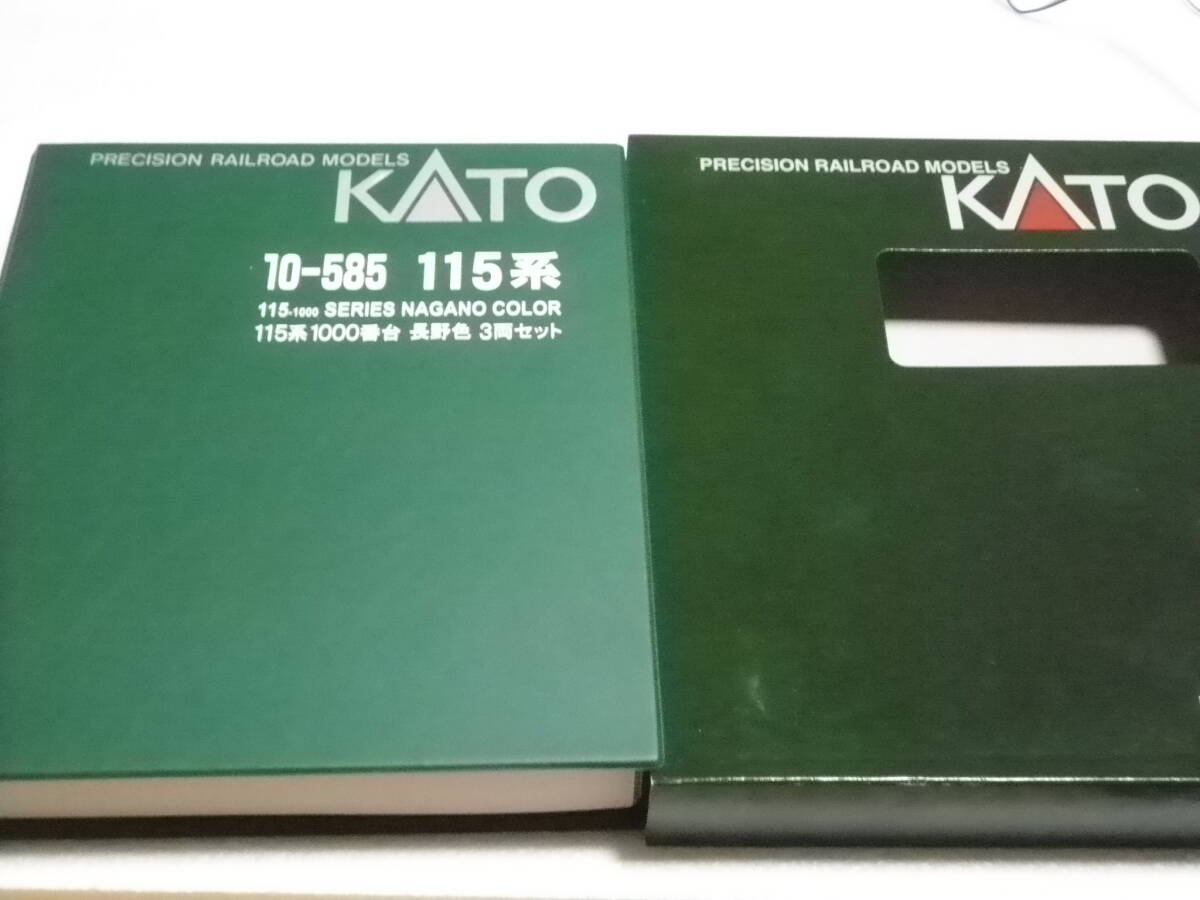 PRECISION RAILROAD MODELS
KATO
10-585 115系
115-1000 SERIES NAGANO COLOR
115系1000番台 長野色 3両セット
PRECISION RAILROAD MODELS
KATO